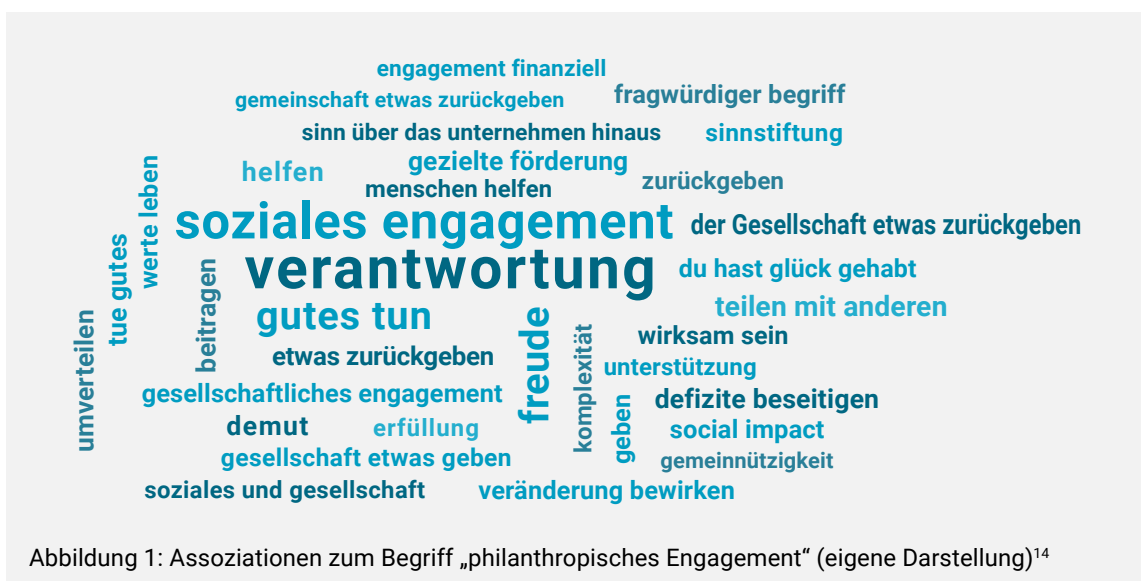 engagement finanziell
gemeinschaft etwas zurückgeben
fragwürdiger begriff
sinn über das unternehmen hinaus
sinnstiftung
gezielte förderung
helfen
menschen helfen
zurückgeben
werte leben
soziales engagement
der Gesellschaft etwas zurückgeben
tue gutes
verantwortung
du hast glück gehabt
beitragen
gutes tun
freude
teilen mit anderen
umverteilen
komplexität
wirksam sein
etwas zurückgeben
unterstützung
gesellschaftliches engagement
geben
defizite beseitigen
demut
erfüllung
social impact
gesellschaft etwas geben
gemeinnützigkeit
soziales und gesellschaft
veränderung bewirken
Abbildung 1: Assoziationen zum Begriff „philanthropisches Engagement“ (eigene Darstellung)¹⁴